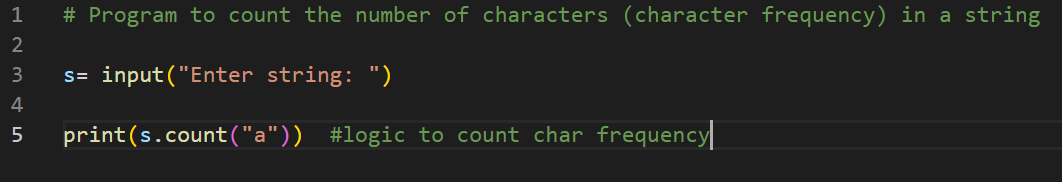 1 # Program to count the number of characters (character frequency) in a string
2
3 s= input("Enter string: ")
4
5 print(s.count("a"))  #logic to count char frequency